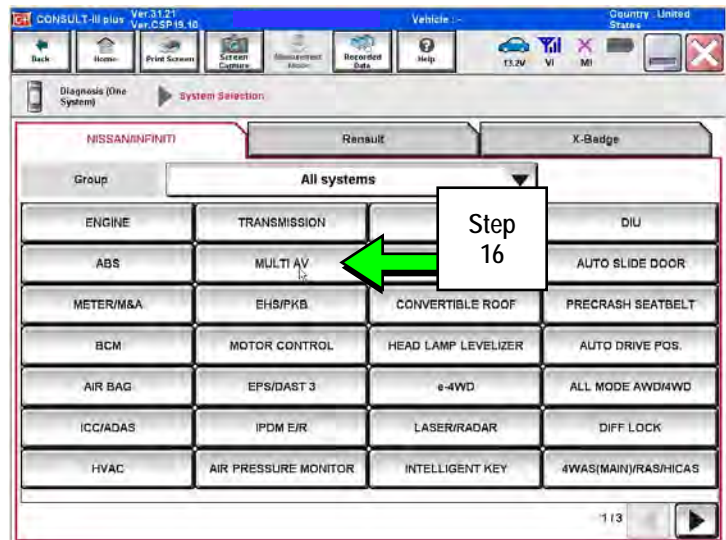 CONSULT-III plus Ver.31.21 Vehicle : - Country : United
Ver.CSP19.10 States
Back Home Print Screen Screen Capture Measurement Mode Recorded Data Help 13.2V VI MI
Diagnosis (One System) System Selection
NISSAN/INFINITI Renault X-Badge
Group All systems
ENGINE TRANSMISSION DIU
Step 16
ABS MULTI AV AUTO SLIDE DOOR
METER/M&A EHS/PKB CONVERTIBLE ROOF PRECRASH SEATBELT
BCM MOTOR CONTROL HEAD LAMP LEVELIZER AUTO DRIVE POS.
AIR BAG EPS/DAST 3 e-4WD ALL MODE AWD/4WD
ICC/ADAS IPDM E/R LASER/RADAR DIFF LOCK
HVAC AIR PRESSURE MONITOR INTELLIGENT KEY 4WAS(MAIN)/RAS/HICAS
1/3